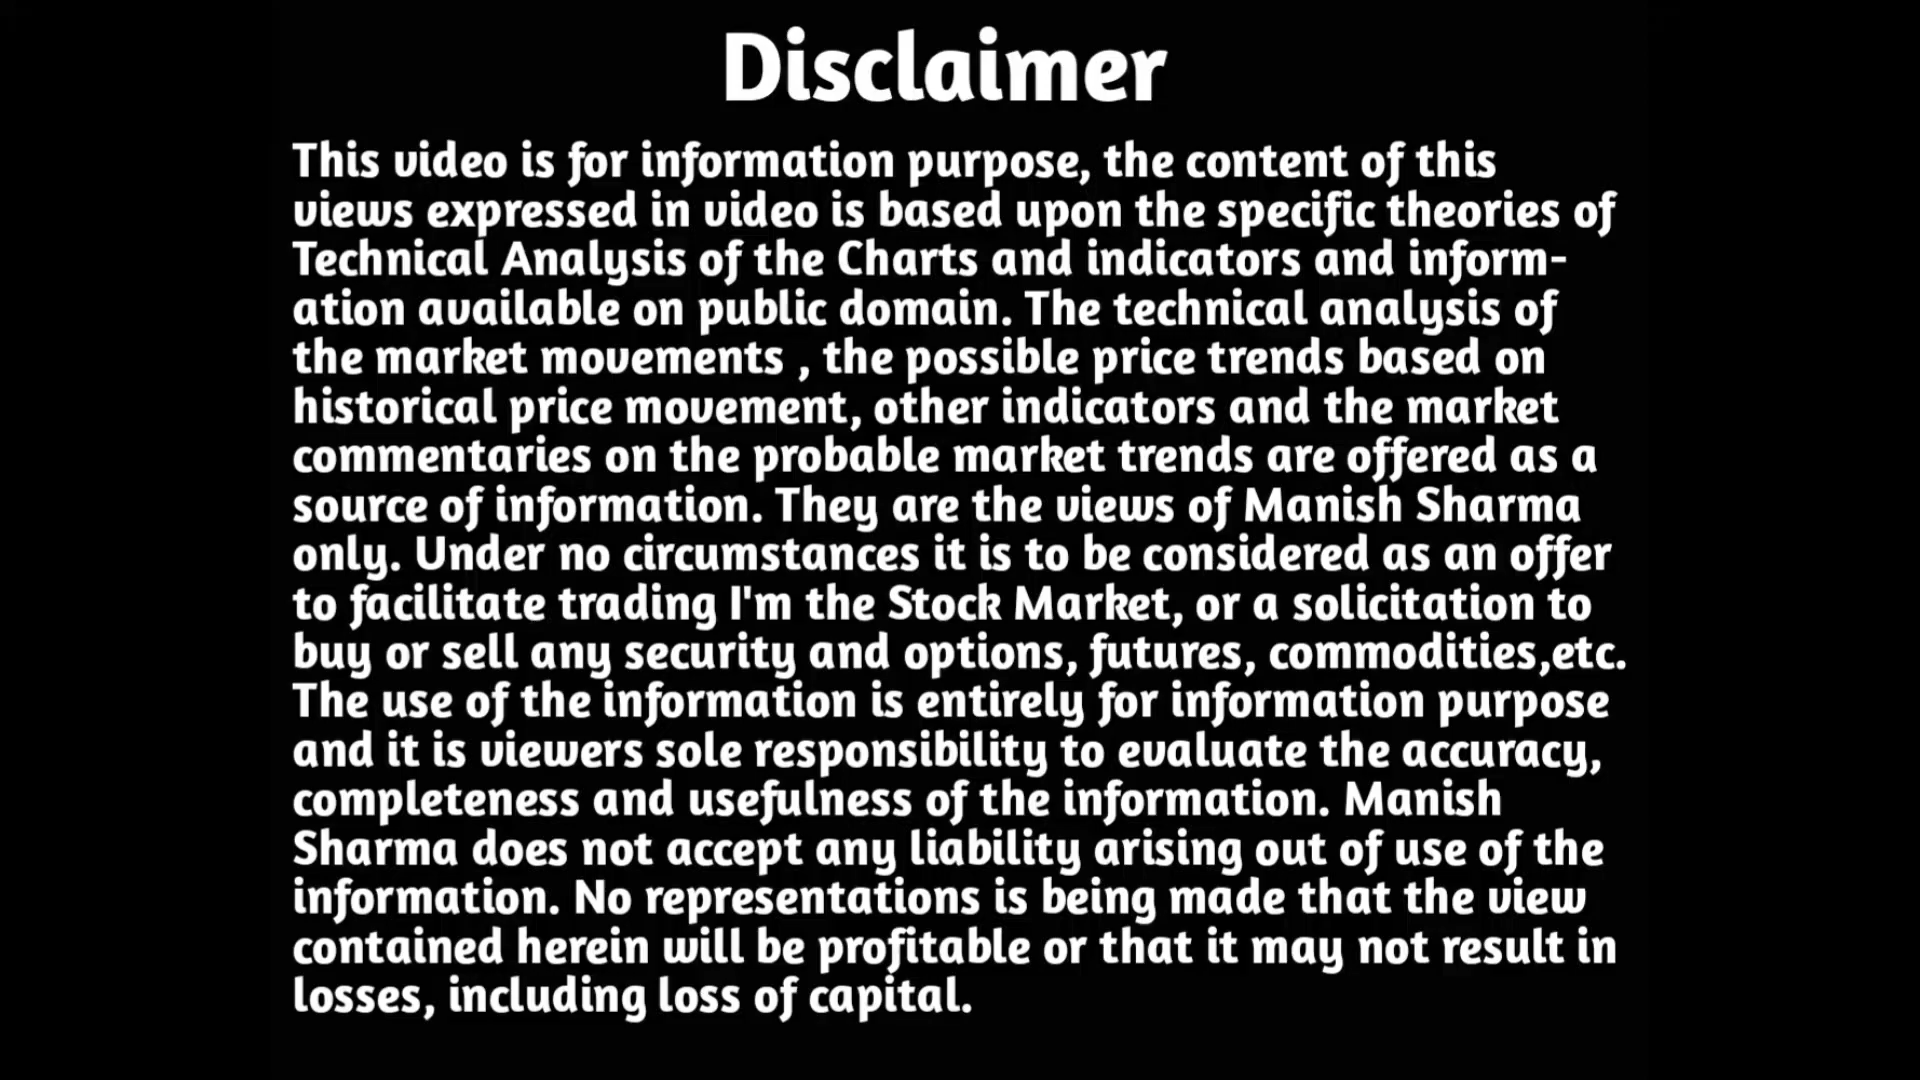 Disclaimer
This video is for information purpose, the content of this
views expressed in video is based upon the specific theories of
Technical Analysis of the Charts and indicators and inform-
ation available on public domain. The technical analysis of
the market movements , the possible price trends based on
historical price movement, other indicators and the market
commentaries on the probable market trends are offered as a
source of information. They are the views of Manish Sharma
only. Under no circumstances it is to be considered as an offer
to facilitate trading I'm the Stock Market, or a solicitation to
buy or sell any security and options, futures, commodities,etc.
The use of the information is entirely for information purpose
and it is viewers sole responsibility to evaluate the accuracy,
completeness and usefulness of the information. Manish
Sharma does not accept any liability arising out of use of the
information. No representations is being made that the view
contained herein will be profitable or that it may not result in
losses, including loss of capital.